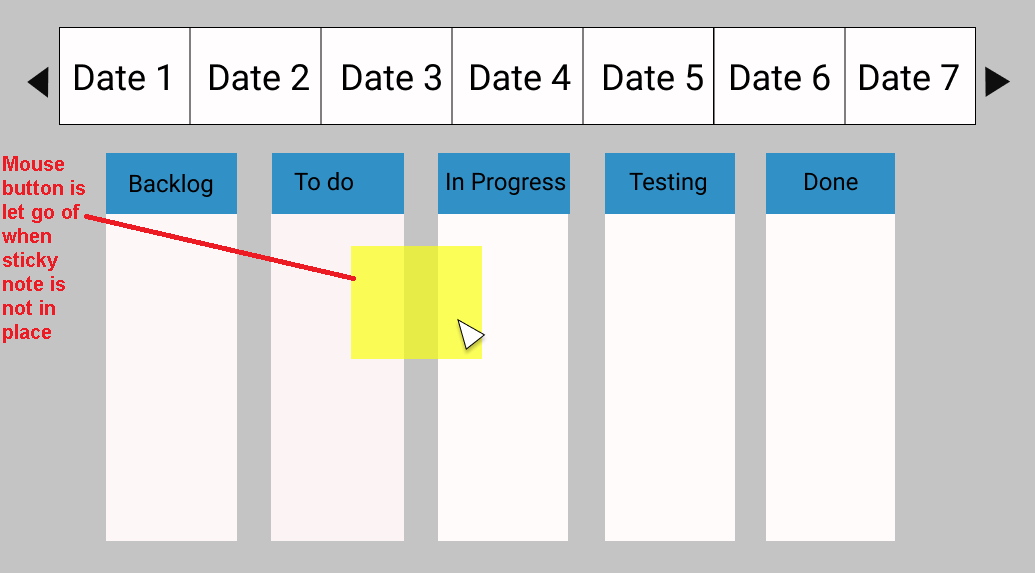 Date 1 Date 2 Date 3 Date 4 Date 5 Date 6 Date 7
Backlog To do In Progress Testing Done
Mouse
button is
let go of
when
sticky
note is
not in
place